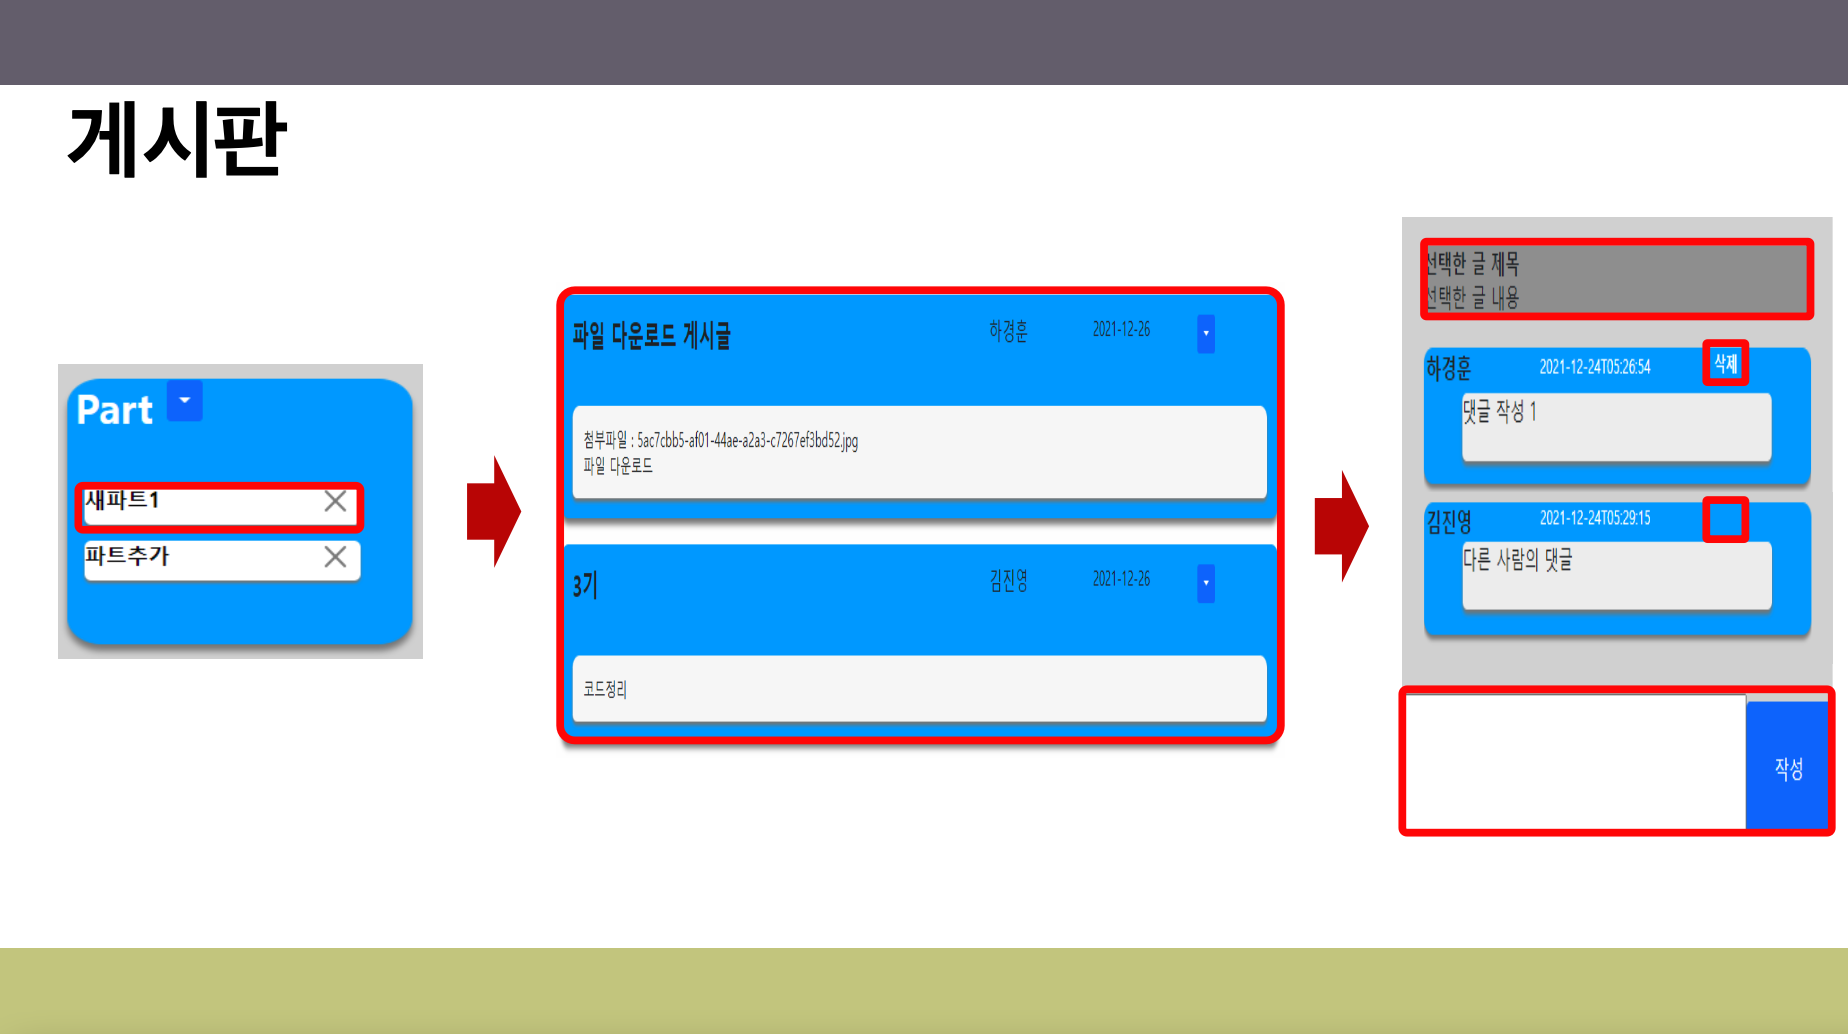 게시판
Part
새파트1
파트추가
파일 다운로드 게시글 하경훈 2021-12-26
첨부파일 : 5ac7cbb5-af01-44ae-a2a3-c7267ef3bd52.jpg
파일 다운로드
3기 김진영 2021-12-26
코드정리
선택한 글 제목
선택한 글 내용
하경훈 2021-12-24T05:26:54 삭제
댓글 작성 1
김진영 2021-12-24T05:29:15
다른 사람의 댓글
작성